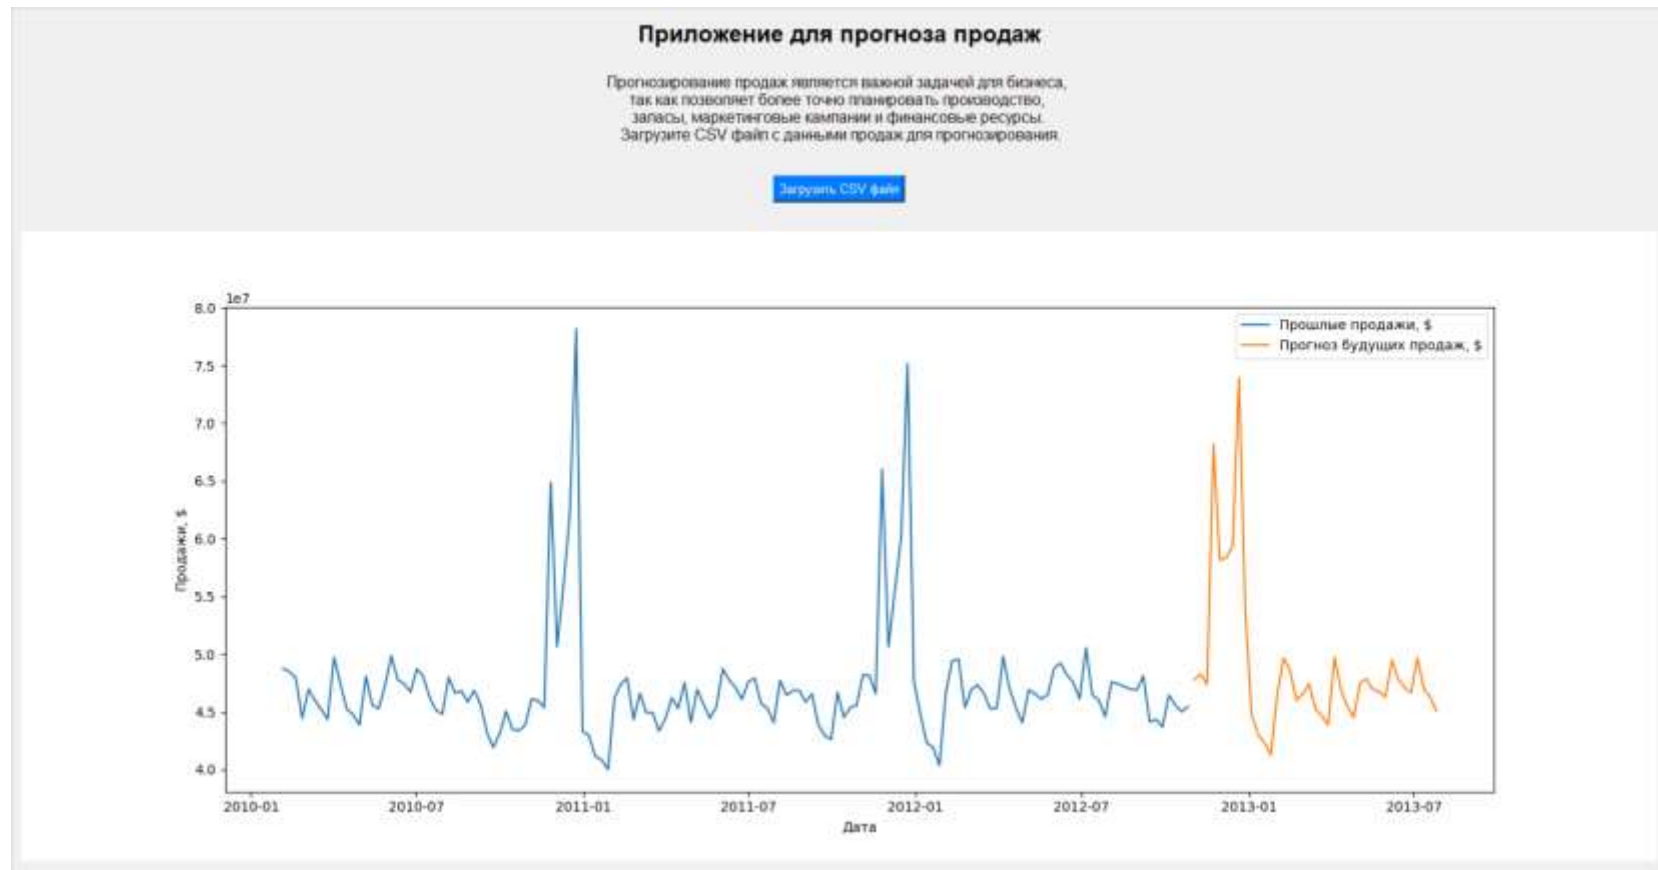 Приложение для прогноза продаж
Прогнозирование продаж является важной задачей для бизнеса,
так как позволяет более точно планировать производство,
запасы, маркетинговые кампании и финансовые ресурсы.
Загрузите CSV файл с данными продаж для прогнозирования.
Загрузить CSV файл
1e7
8.0
7.5
7.0
6.5
6.0
5.5
5.0
4.5
4.0
Продажи, $
Прошлые продажи, $
Прогноз будущих продаж, $
2010-01 2010-07 2011-01 2011-07 2012-01 2012-07 2013-01 2013-07
Дата